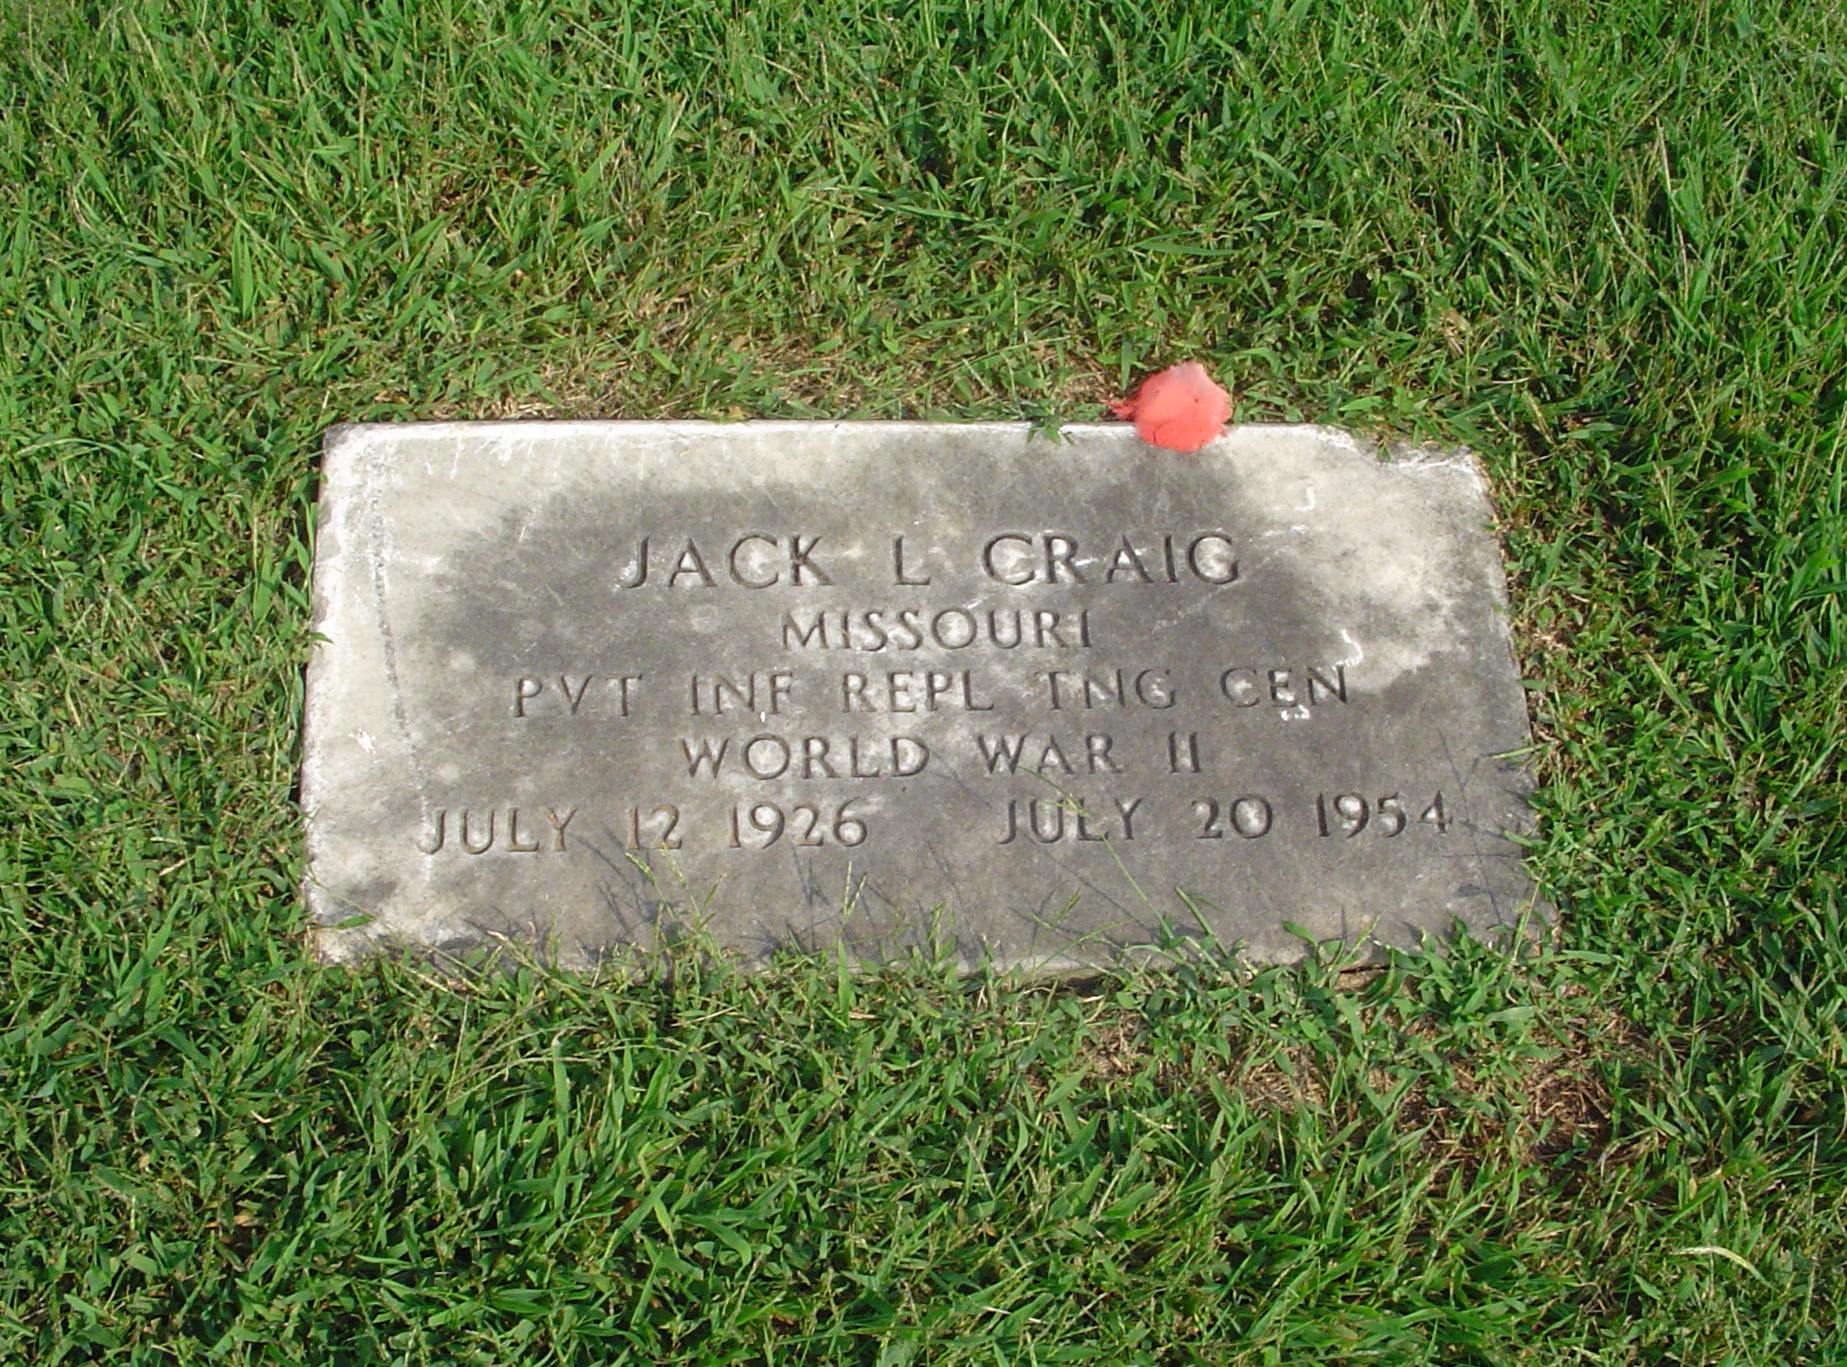 JACK L CRAIG
MISSOURI
PVT INF REPL TNG CEN
WORLD WAR II
JULY 12 1926 JULY 20 1954